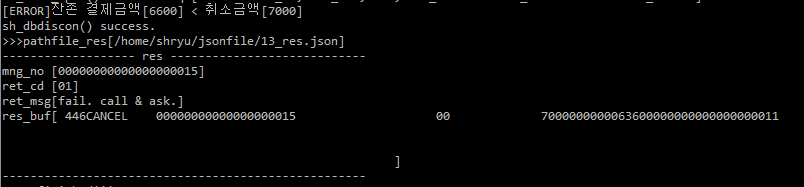 [ERROR]잔존 결제금액[6600] < 취소금액[7000]
sh_dbdiscon() success.
>>>pathfile_res[/home/shryu/jsonfile/13_res.json]
------------------- res ----------------------------
mng_no [00000000000000000015]
ret_cd [01]
ret_msg[fail. call & ask.]
res_buf[ 446CANCEL    00000000000000000015                    00             70000000000636000000000000000000011
]
----------------------------------------------------